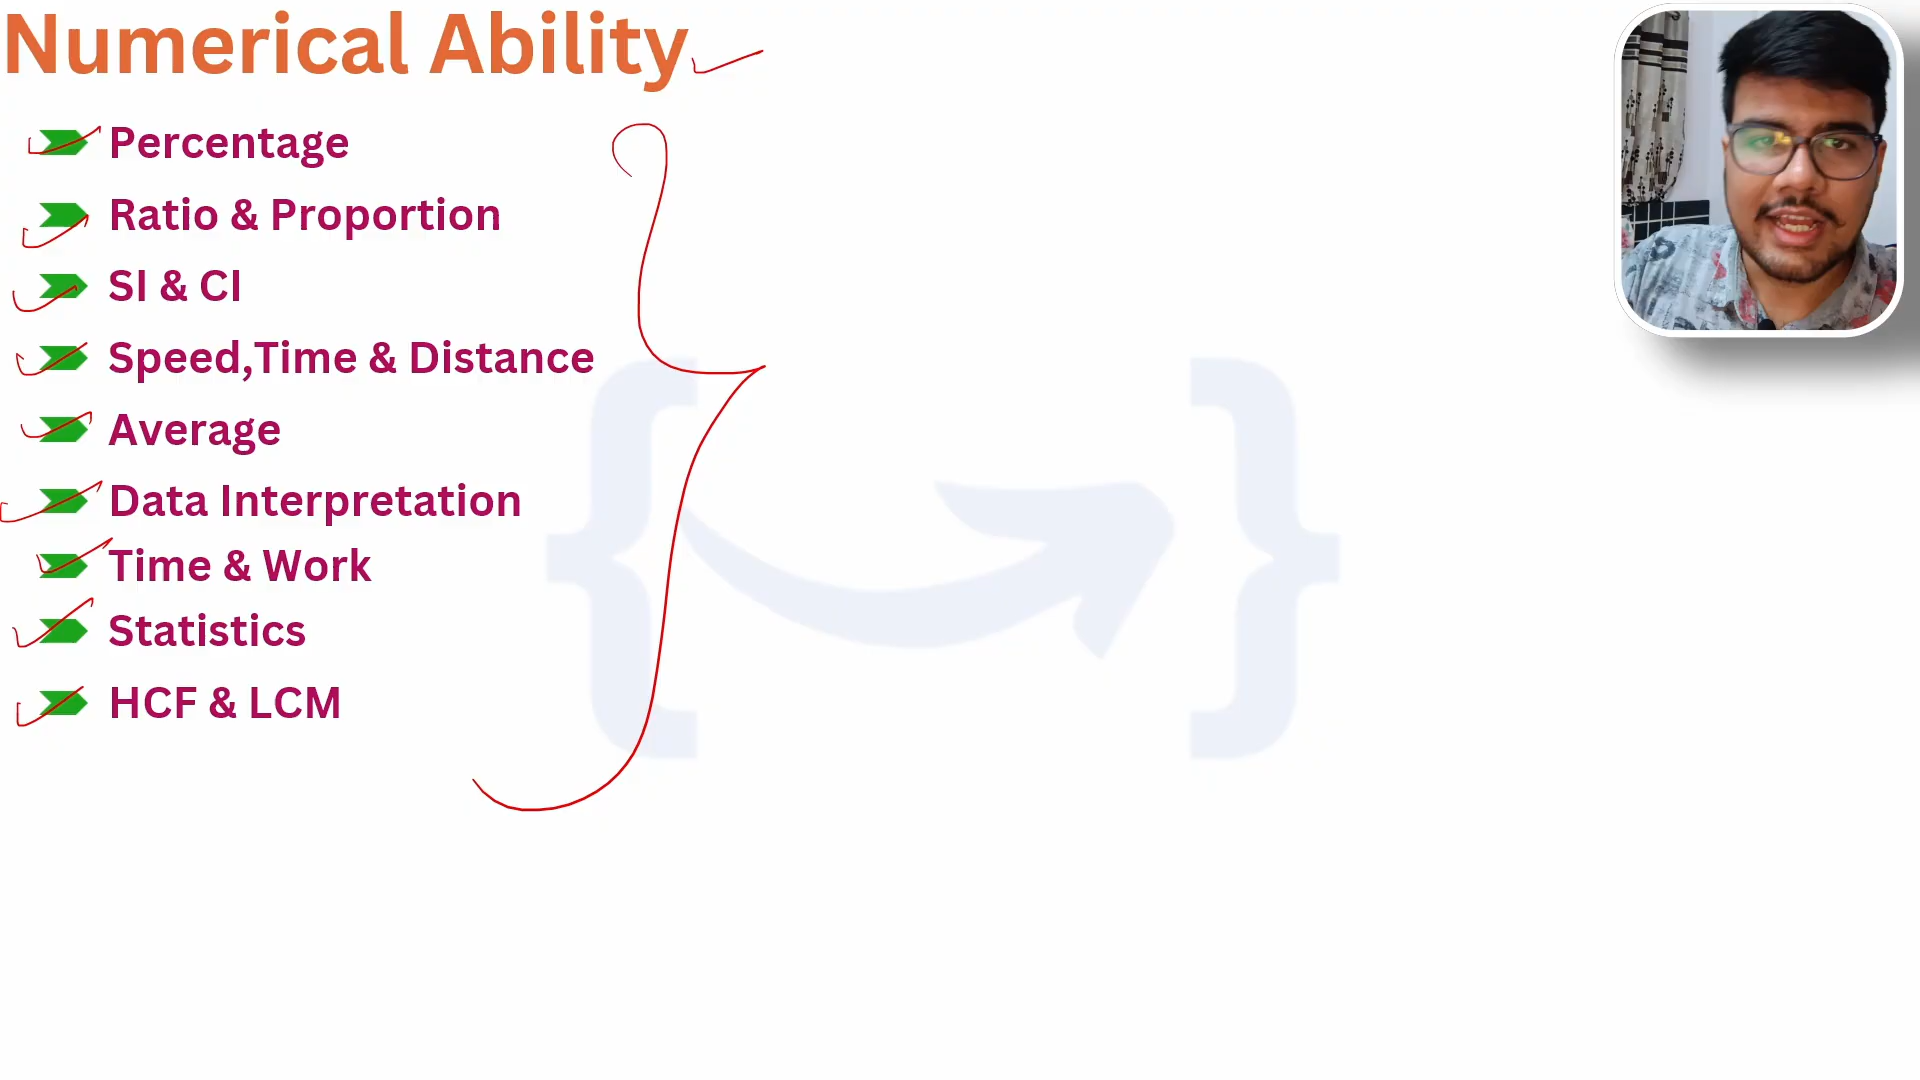 Numerical Ability
Percentage
Ratio & Proportion
SI & CI
Speed,Time & Distance
Average
Data Interpretation
Time & Work
Statistics
HCF & LCM